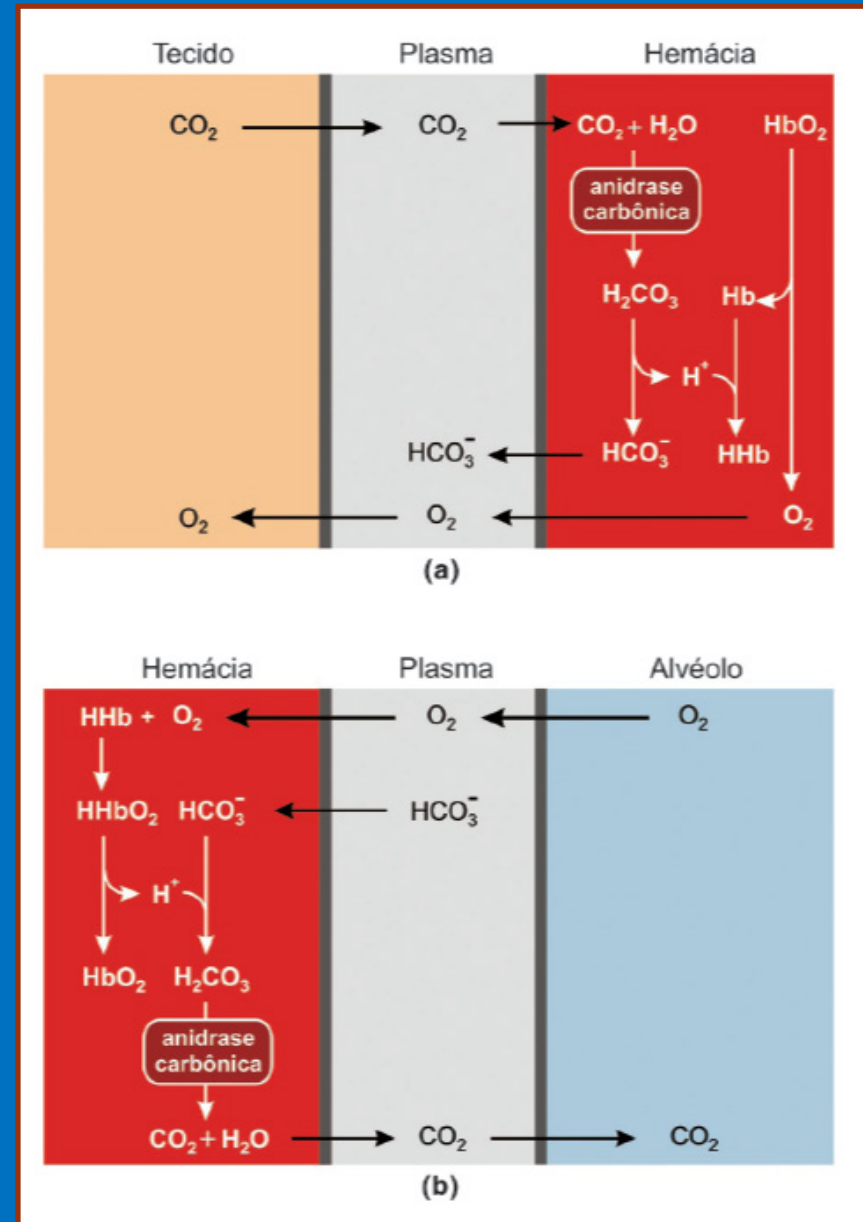 Tecido Plasma Hemácia
CO₂ CO₂ CO₂ + H₂O HbO₂
anidrase
carbônica
H₂CO₃ Hb
H⁺
HCO₃⁻ HCO₃⁻ HHb
O₂ O₂ O₂
(a)
Hemácia Plasma Alvéolo
HHb + O₂ O₂ O₂
HHbO₂ HCO₃⁻ HCO₃⁻
H⁺
HbO₂ H₂CO₃
anidrase
carbônica
CO₂ + H₂O CO₂ CO₂
(b)